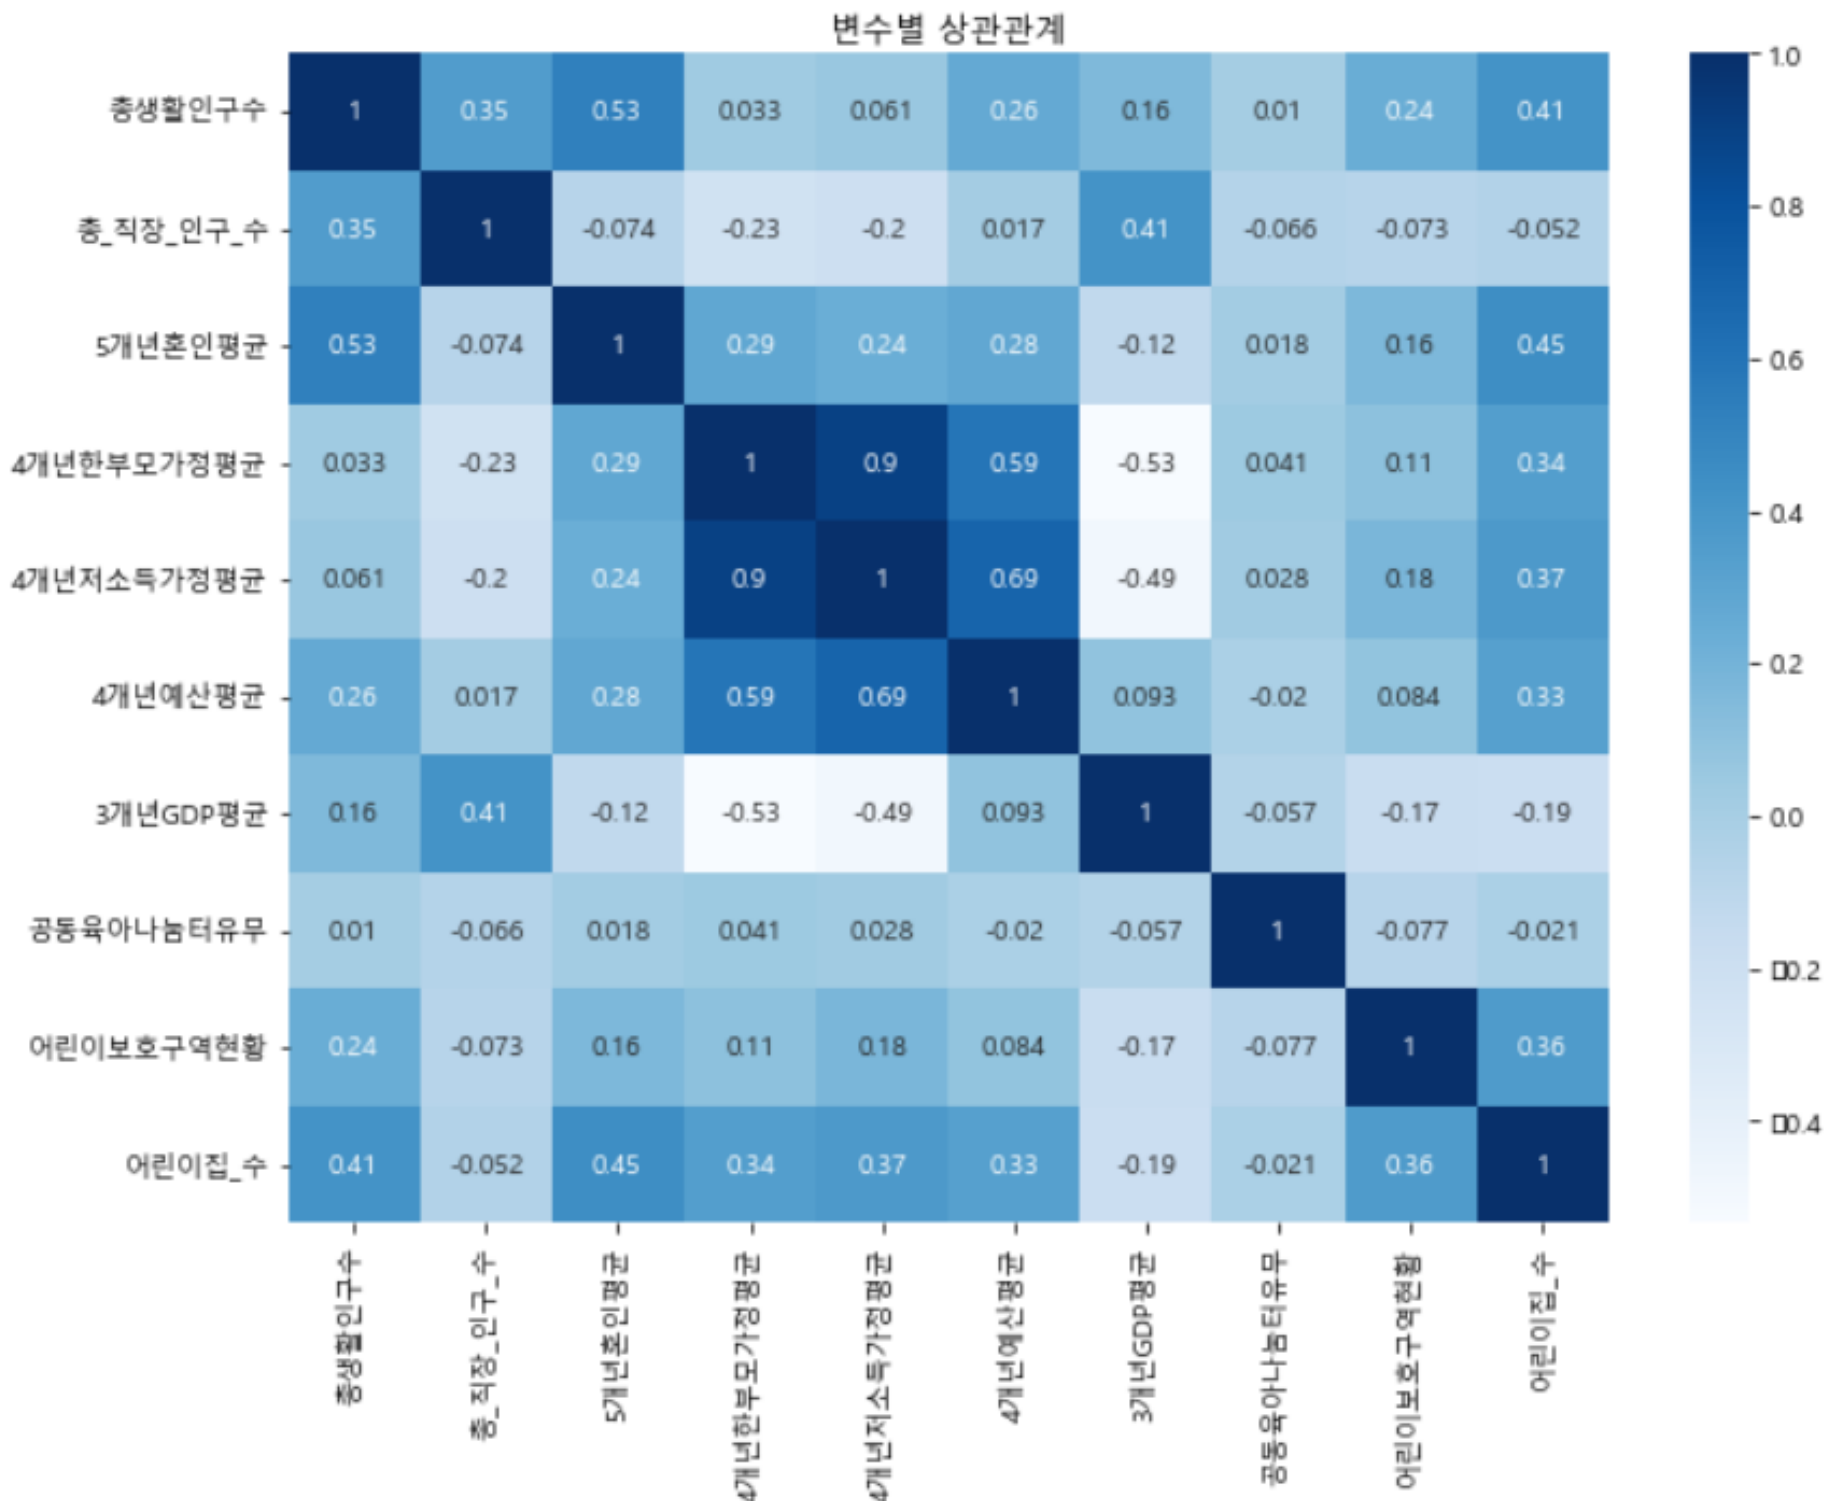 변수별 상관관계
총생활인구수 1 0.35 0.53 0.033 0.061 0.26 0.16 0.01 0.24 0.41
총_직장_인구_수 0.35 1 -0.074 -0.23 -0.2 0.017 0.41 -0.066 -0.073 -0.052
5개년혼인평균 0.53 -0.074 1 0.29 0.24 0.28 -0.12 0.018 0.16 0.45
4개년한부모가정평균 0.033 -0.23 0.29 1 0.9 0.59 -0.53 0.041 0.11 0.34
4개년저소득가정평균 0.061 -0.2 0.24 0.9 1 0.69 -0.49 0.028 0.18 0.37
4개년예산평균 0.26 0.017 0.28 0.59 0.69 1 0.093 -0.02 0.084 0.33
3개년GDP평균 0.16 0.41 -0.12 -0.53 -0.49 0.093 1 -0.057 -0.17 -0.19
공동육아나눔터유무 0.01 -0.066 0.018 0.041 0.028 -0.02 -0.057 1 -0.077 -0.021
어린이보호구역현황 0.24 -0.073 0.16 0.11 0.18 0.084 -0.17 -0.077 1 0.36
어린이집_수 0.41 -0.052 0.45 0.34 0.37 0.33 -0.19 -0.021 0.36 1
총생활인구수
총_직장_인구_수
5개년혼인평균
4개년한부모가정평균
4개년저소득가정평균
4개년예산평균
3개년GDP평균
공동육아나눔터유무
어린이보호구역현황
어린이집_수
1.0
0.8
0.6
0.4
0.2
0.0
□0.2
□0.4